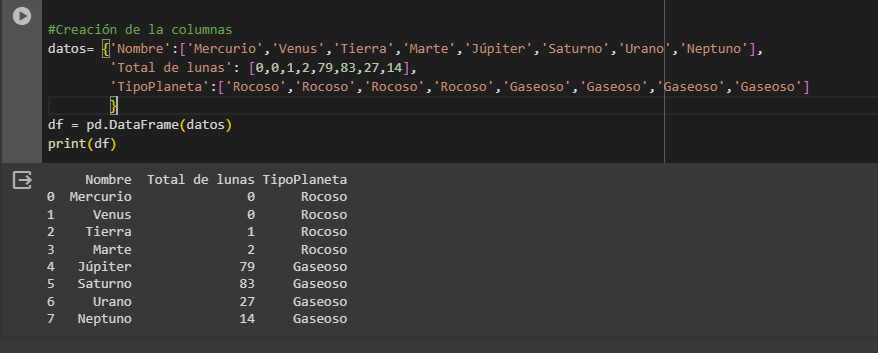 #Creación de la columnas
datos= {'Nombre':['Mercurio','Venus','Tierra','Marte','Júpiter','Saturno','Urano','Neptuno'],
'Total de lunas': [0,0,1,2,79,83,27,14],
'TipoPlaneta':['Rocoso','Rocoso','Rocoso','Rocoso','Gaseoso','Gaseoso','Gaseoso','Gaseoso']
}
df = pd.DataFrame(datos)
print(df)
Nombre Total de lunas TipoPlaneta
0 Mercurio 0 Rocoso
1 Venus 0 Rocoso
2 Tierra 1 Rocoso
3 Marte 2 Rocoso
4 Júpiter 79 Gaseoso
5 Saturno 83 Gaseoso
6 Urano 27 Gaseoso
7 Neptuno 14 Gaseoso